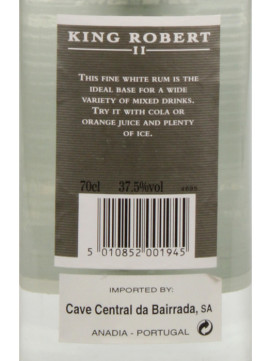 KING ROBERT
II
THIS FINE WHITE RUM IS THE
IDEAL BASE FOR A WIDE
VARIETY OF MIXED DRINKS.
TRY IT WITH COLA OR
ORANGE JUICE AND PLENTY
OF ICE.
70cl 37.5%vol
5 010852 001945
IMPORTED BY:
Cave Central da Bairrada, SA
ANADIA - PORTUGAL